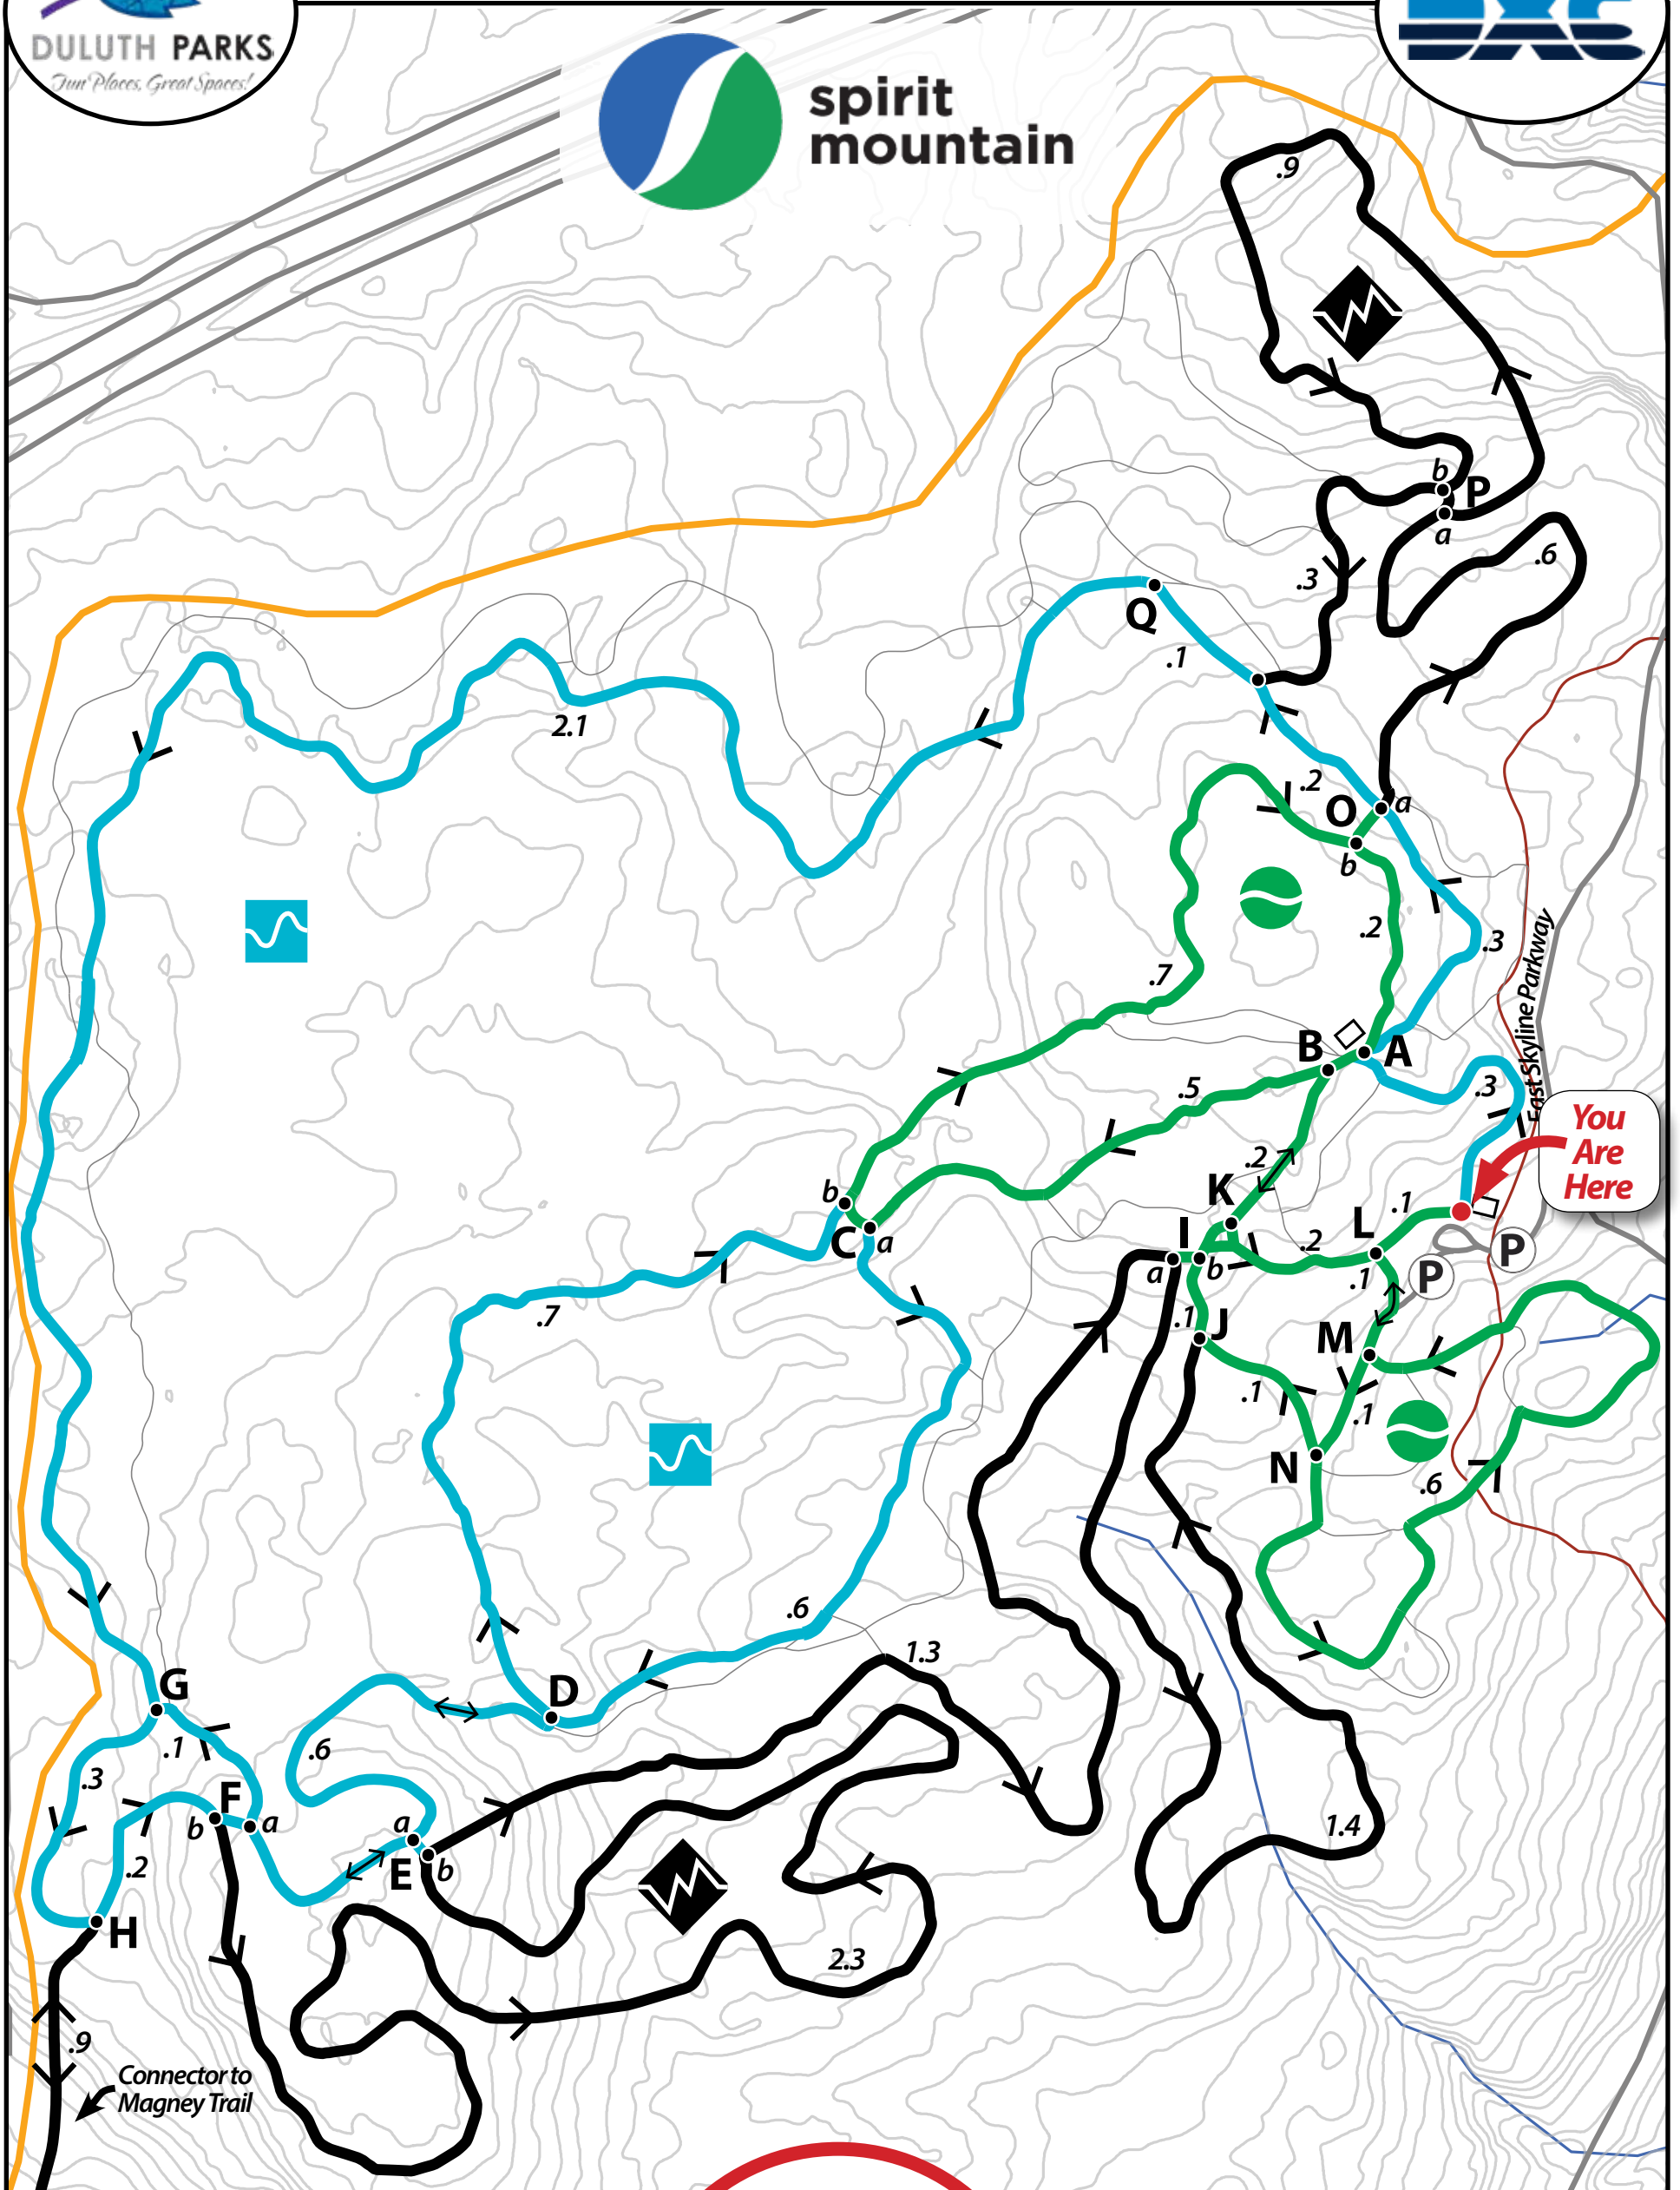 DULUTH PARKS
Fun Places, Great Spaces!
DXC
spirit
mountain
.9
b
P
a
.6
.3
Q
.1
2.1
.2
O
a
b
.2
.3
.7
East Skyline Parkway
B
A
.5
.3
You
Are
Here
.2
K
b
C
a
I
a
b
.2
L
.1
P
P
.1
.7
.1
J
M
.1
.1
N
.6
.6
1.3
D
G
.1
.6
.3
F
b
a
a
E
b
.2
1.4
H
2.3
.9
Connector to
Magney Trail